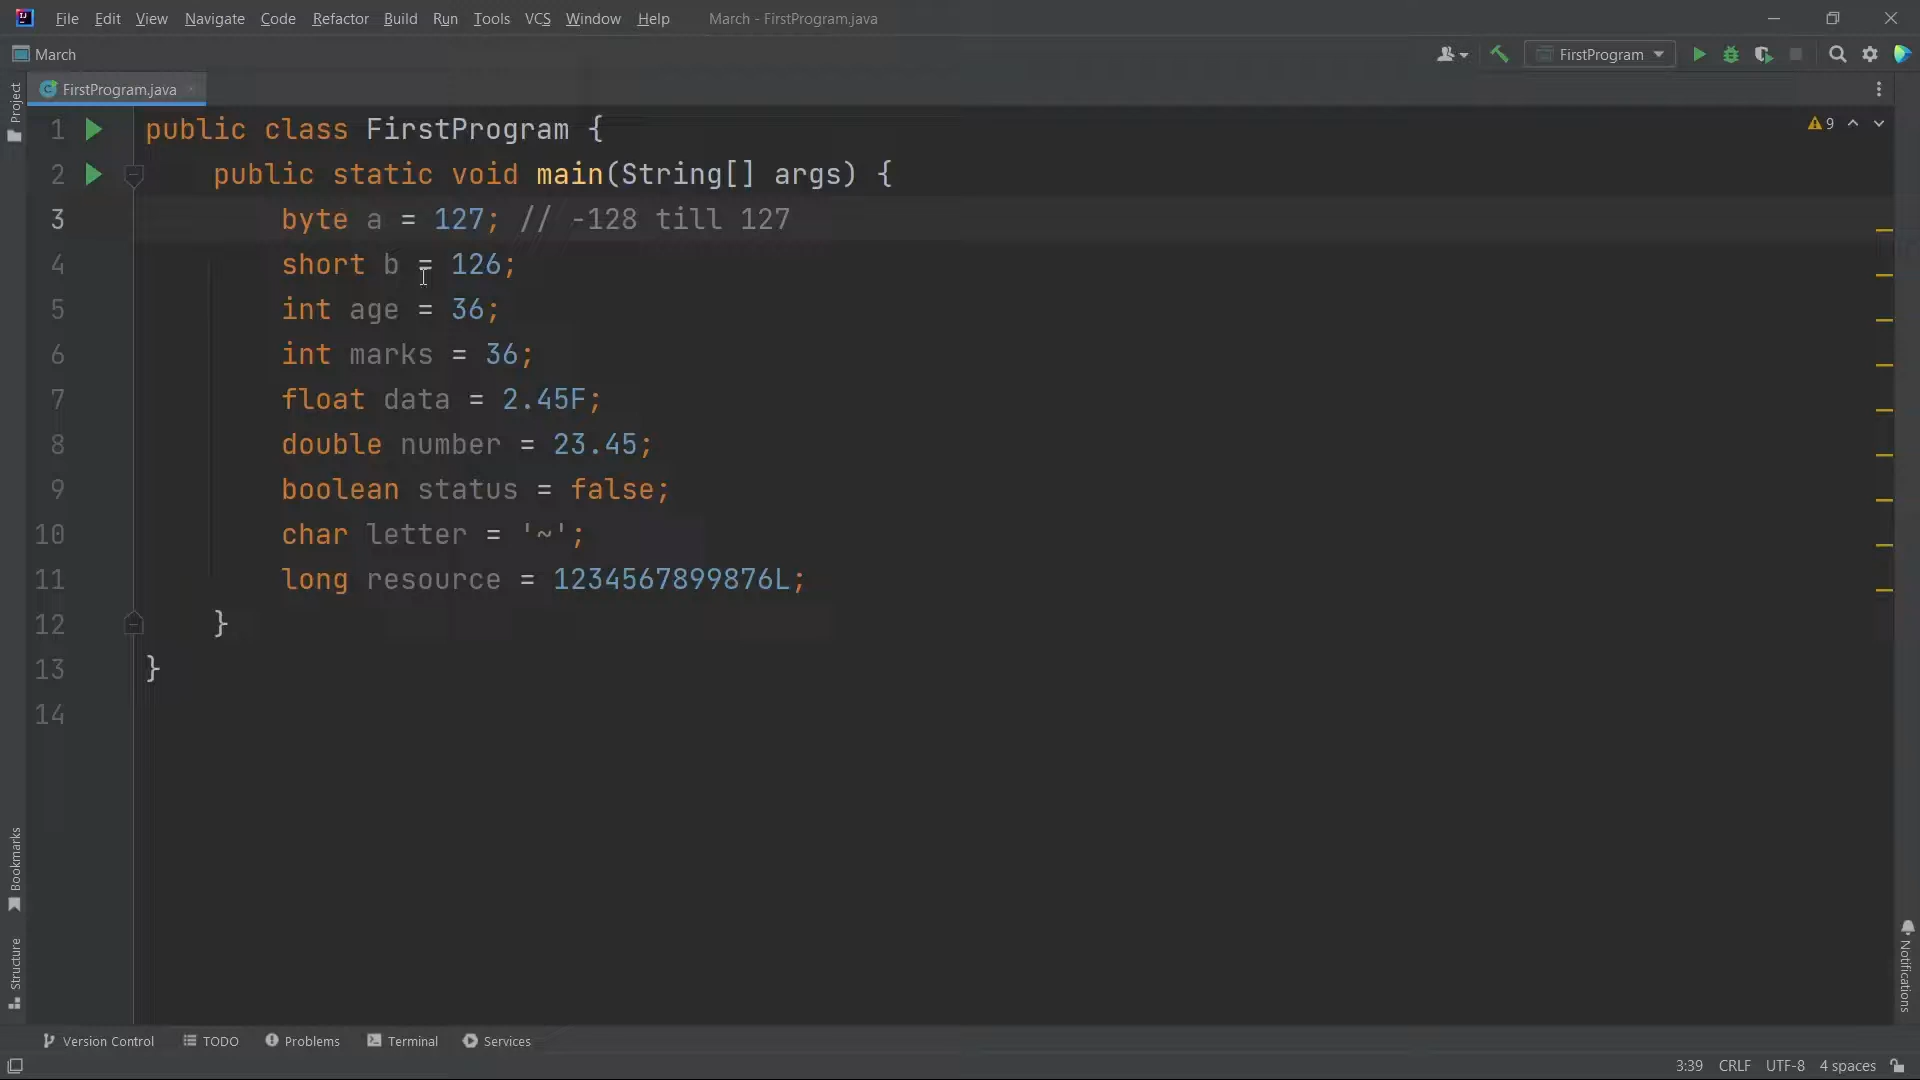 File Edit View Navigate Code Refactor Build Run Tools VCS Window Help March - FirstProgram.java
March FirstProgram
Project
FirstProgram.java
1 public class FirstProgram { 9
2 public static void main(String[] args) {
3 byte a = 127; // -128 till 127
4 short b = 126;
5 int age = 36;
6 int marks = 36;
7 float data = 2.45F;
8 double number = 23.45;
9 boolean status = false;
10 char letter = '~';
11 long resource = 1234567899876L;
12 }
13 }
14
Bookmarks
Structure
Notifications
Version Control TODO Problems Terminal Services
3:39 CRLF UTF-8 4 spaces